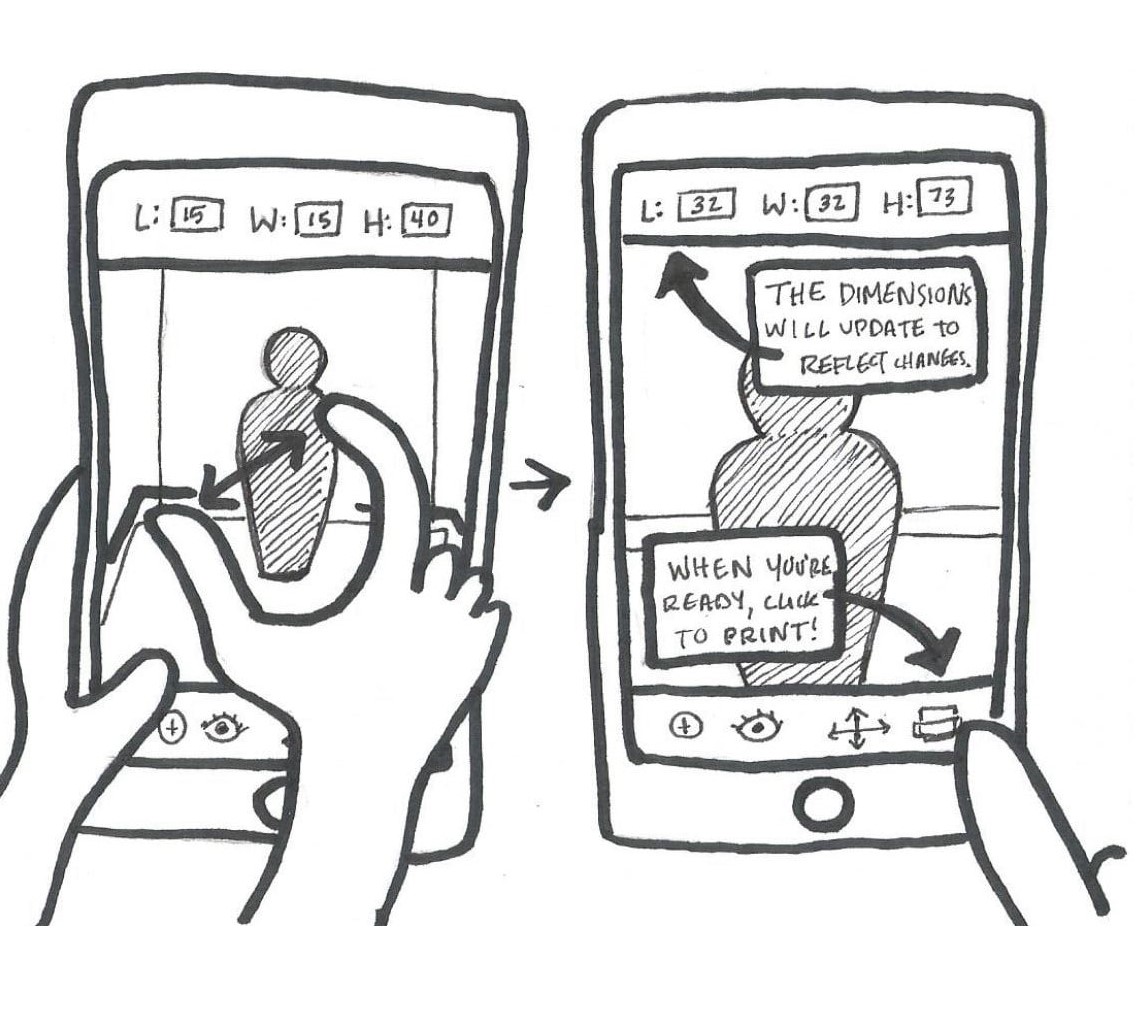 L: 15 W: 15 H: 40
L: 32 W: 32 H: 73
THE DIMENSIONS
WILL UPDATE TO
REFLECT CHANGES.
WHEN YOU'RE
READY, CLICK
TO PRINT!